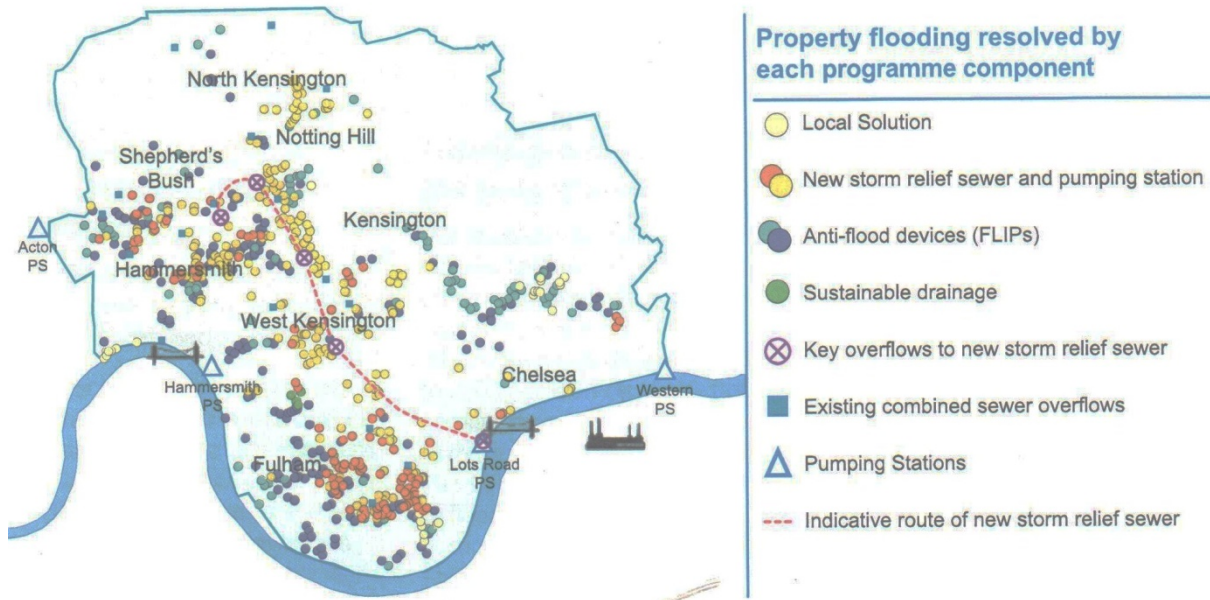 North Kensington
Notting Hill
Shepherd's
Bush
Kensington
Acton
PS
Hammersmith
West Kensington
Hammersmith
PS
Chelsea
Western
PS
Fulham
Lots Road
PS
Property flooding resolved by
each programme component
Local Solution
New storm relief sewer and pumping station
Anti-flood devices (FLIPs)
Sustainable drainage
Key overflows to new storm relief sewer
Existing combined sewer overflows
Pumping Stations
Indicative route of new storm relief sewer